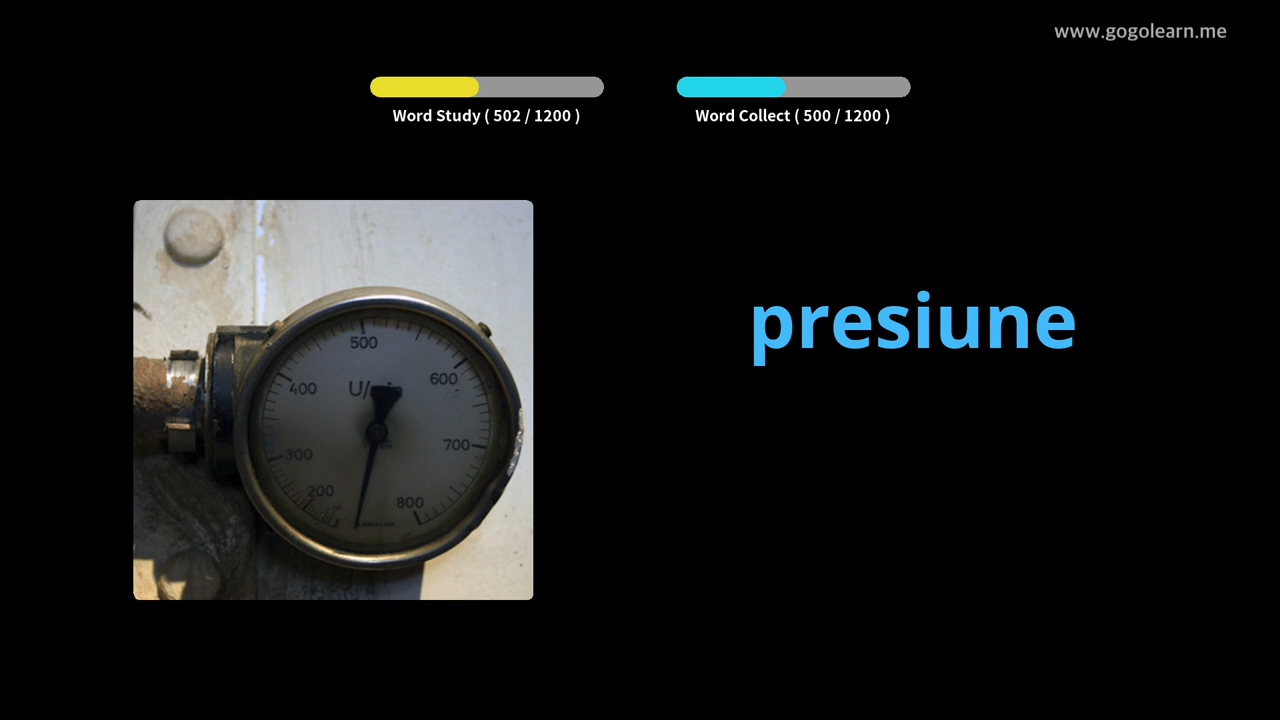 www.gogolearn.me
Word Study ( 502 / 1200 )
Word Collect ( 500 / 1200 )
presiune
500
400
600
300
700
200
800